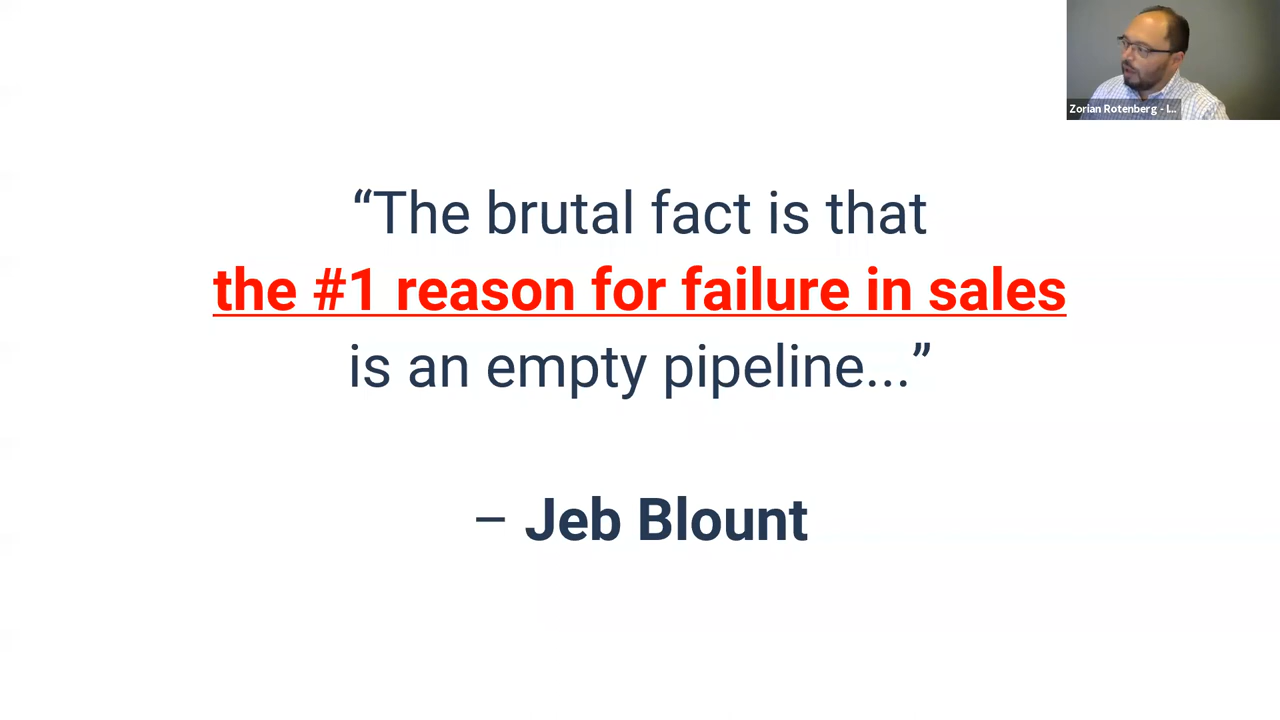 Zorian Rotenberg - L..
“The brutal fact is that
the #1 reason for failure in sales
is an empty pipeline...”
– Jeb Blount